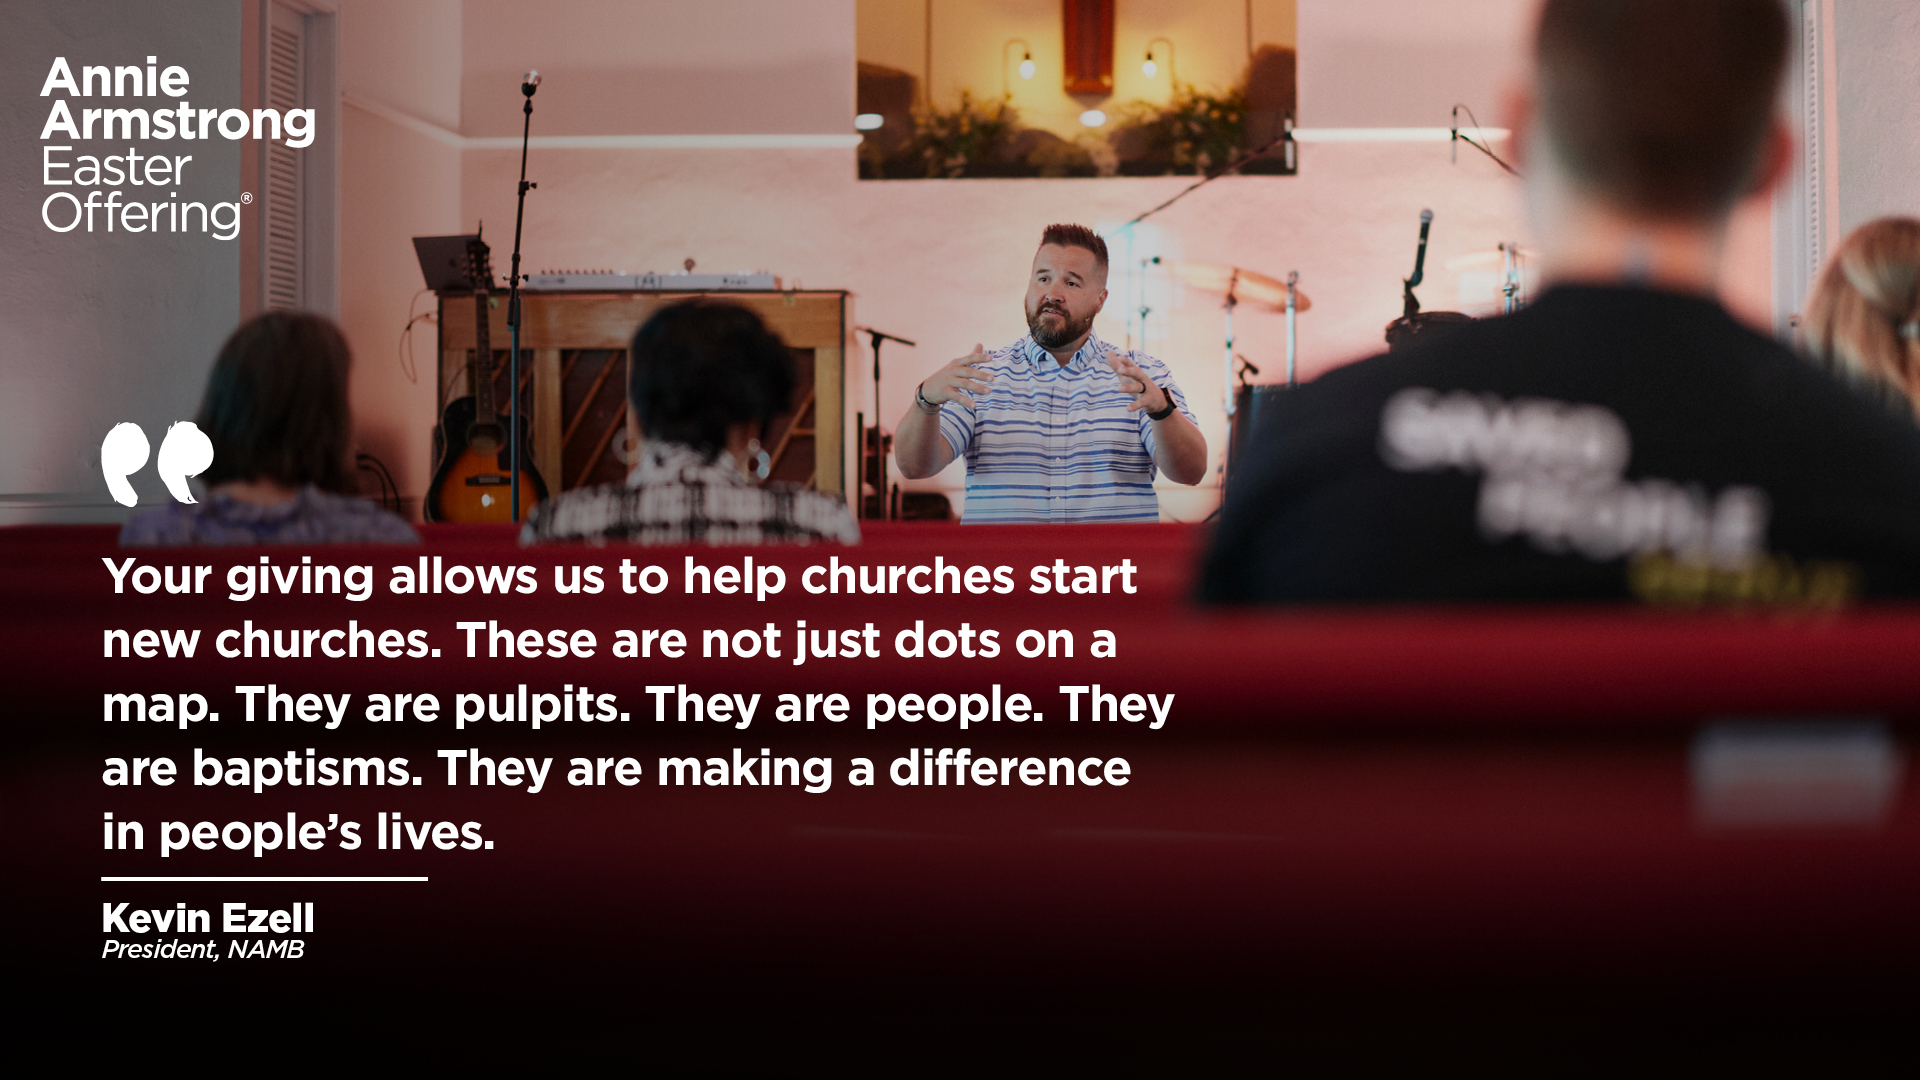 Annie
Armstrong
Easter
Offering®
Your giving allows us to help churches start
new churches. These are not just dots on a
map. They are pulpits. They are people. They
are baptisms. They are making a difference
in people’s lives.
Kevin Ezell
President, NAMB
PEOPLE